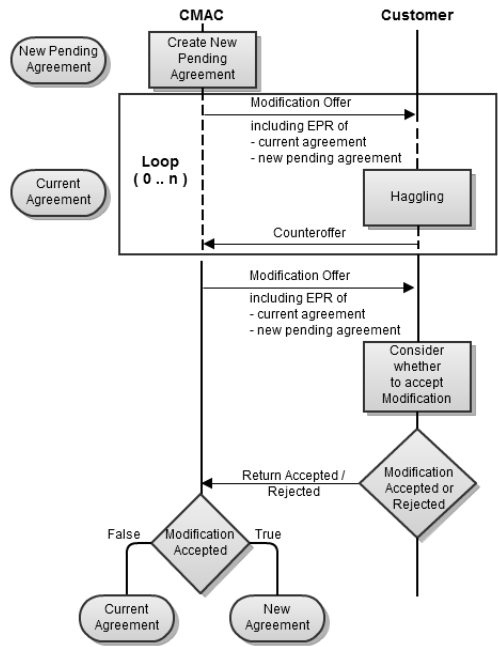 CMAC
Customer
New Pending
Agreement
Create New
Pending
Agreement
Modification Offer
including EPR of
- current agreement
- new pending agreement
Loop
( 0 .. n )
Current
Agreement
Haggling
Counteroffer
Modification Offer
including EPR of
- current agreement
- new pending agreement
Consider
whether
to accept
Modification
Return Accepted /
Rejected
Modification
Accepted or
Rejected
False
Modification
Accepted
True
Current
Agreement
New
Agreement